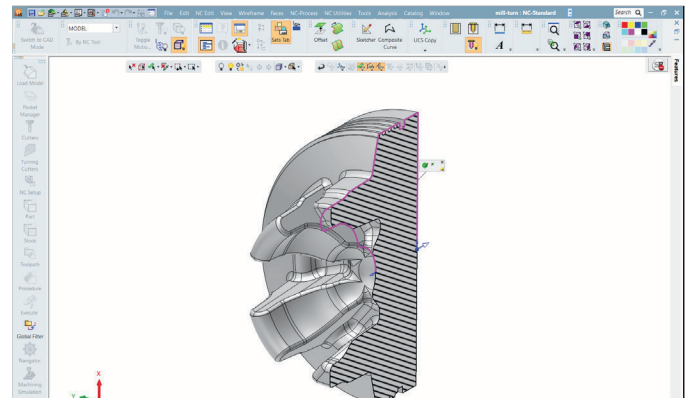 File Edit NC-Edit View Wireframe Faces NC-Process NC Utilities Tools Analysis Catalog Window
mill-turn - NC-Standard
Search
Switch to CAD
Mode
MODEL
By NC Tool
Toggle
Motio...
Sets Tab
Offset
Sketcher
Composite
Curve
UCS Copy
A
Features
Load Model
Pocket
Manager
Cutters
Turning
Cutters
NC Setup
Part
Stock
Toolpath
Procedure
Execute
Global Filter
Navigator
Machining
Simulation
X
Y